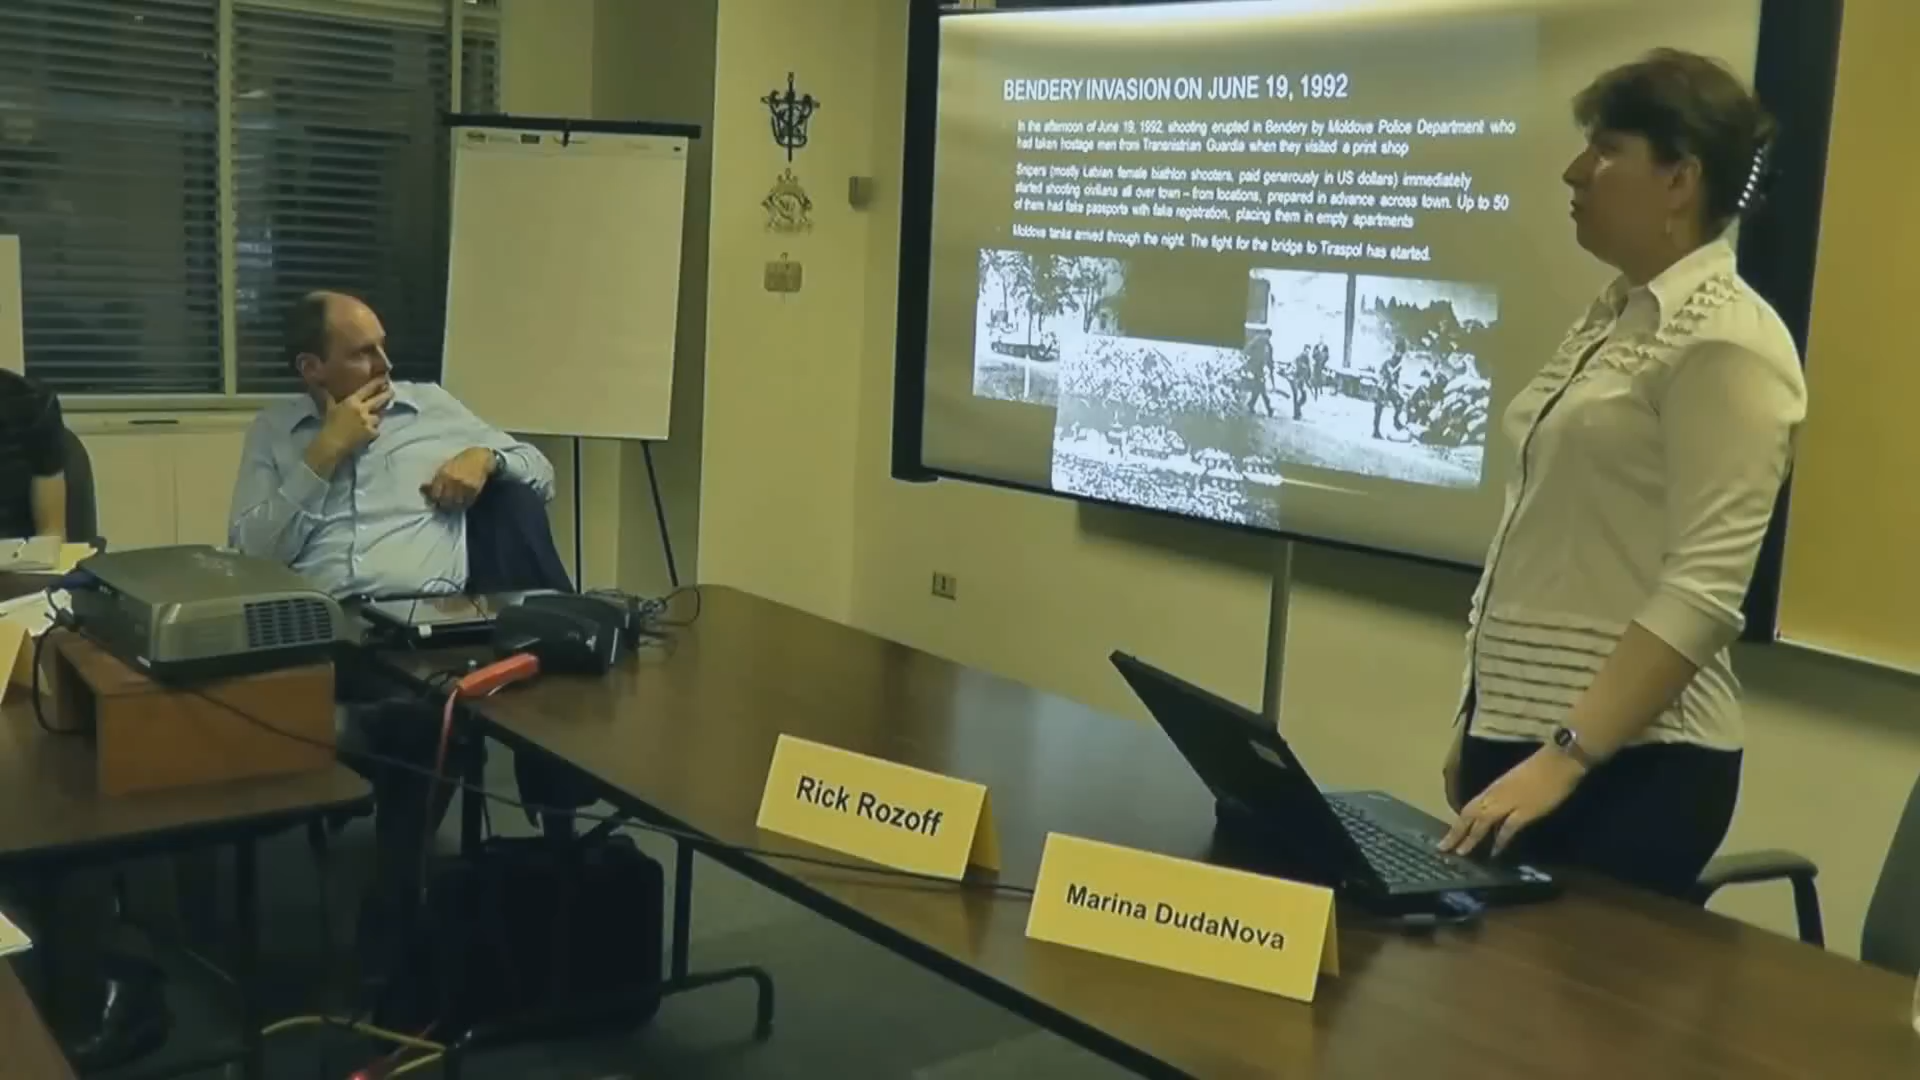 BENDERY INVASION ON JUNE 19, 1992
In the afternoon of June 19, 1992, shooting erupted in Bendery by Moldova Police Department who
had taken hostage men from Transnistrian Guardia when they visited a print shop
Snipers (mostly Latvian female biathlon shooters, paid generously in US dollars) immediately
started shooting civilians all over town – from locations, prepared in advance across town. Up to 50
of them had fake passports with fake registration, placing them in empty apartments
Moldova tanks arrived through the night. The fight for the bridge to Tiraspol has started.
Rick Rozoff
Marina DudaNova